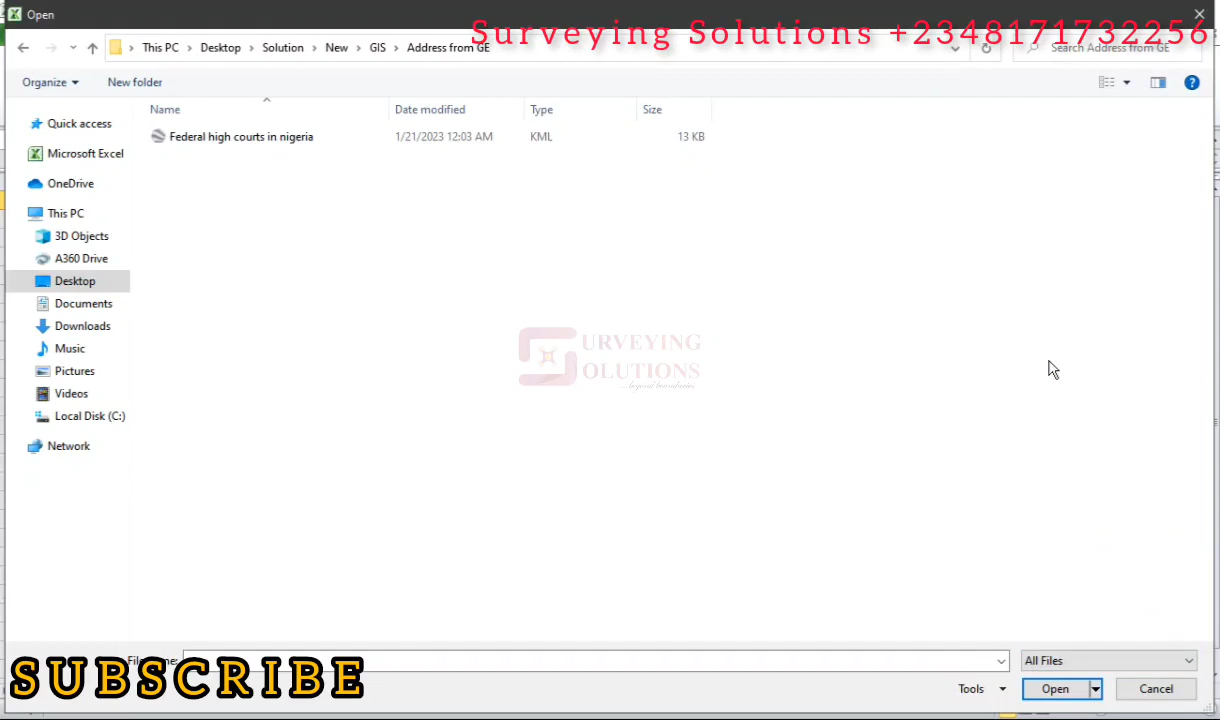 Open
Surveying Solutions +2348171732256
This PC > Desktop > Solution > New > GIS > Address from GE
Search Address from GE
Organize
New folder
Name
Date modified
Type
Size
Federal high courts in nigeria
1/21/2023 12:03 AM
KML
13 KB
Quick access
Microsoft Excel
OneDrive
This PC
3D Objects
A360 Drive
Desktop
Documents
Downloads
Music
Pictures
Videos
Local Disk (C:)
Network
URVEYING
OLUTIONS
...beyond boundaries
SUBSCRIBE
All Files
Tools
Open
Cancel